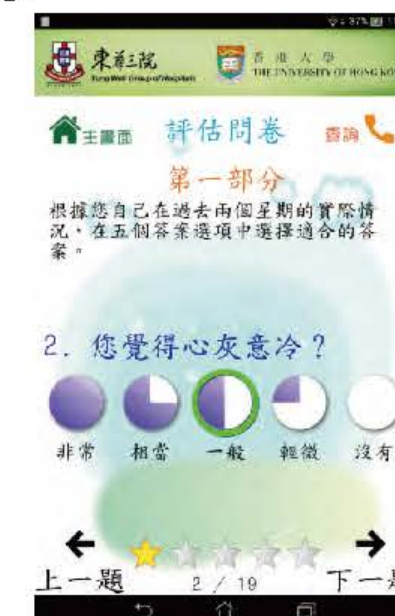 37%
東華三院
Tung Wah Group of Hospitals
香港大學
THE UNIVERSITY OF HONG KO
主畫面
評估問卷
查詢
第一部分
根據您自己在過去兩個星期的實際情
況，在五個答案選項中選擇適合的答
案。
2. 您覺得心灰意冷？
非常 相當 一般 輕微 沒有
上一題
2 / 19
下一題